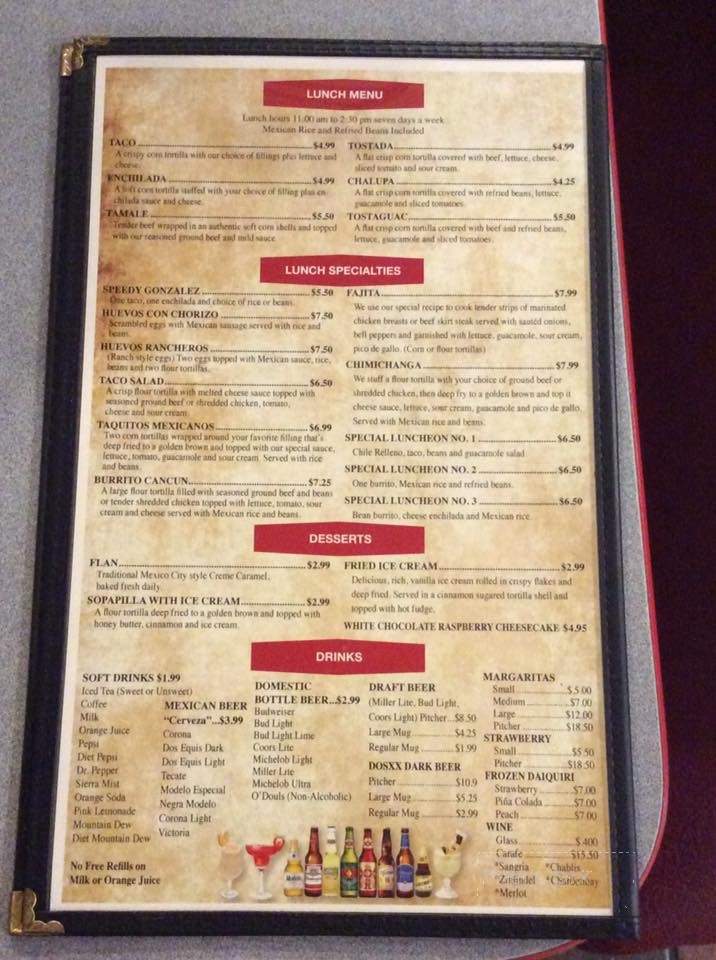 LUNCH MENU
Lunch hours 11:00 am to 2:30 pm seven days a week
Mexican Rice and Refried Beans Included
TACO $4.99
A crispy corn tortilla with our choice of fillings plus lettuce and
cheese.
ENCHILADA $4.99
A soft corn tortilla stuffed with your choice of filling plus en-
chilada sauce and cheese.
TAMALE $5.50
Tender beef wrapped in an authentic soft corn shells and topped
with our seasoned ground beef and mild sauce.
TOSTADA $4.99
A flat crisp corn tortilla covered with beef, lettuce, cheese,
sliced tomato and sour cream.
CHALUPA $4.25
A flat crisp corn tortilla covered with refried beans, lettuce,
guacamole and sliced tomatoes.
TOSTAGUAC $5.50
A flat crisp corn tortilla covered with beef and refried beans,
lettuce, guacamole and sliced tomatoes.
LUNCH SPECIALTIES
SPEEDY GONZALEZ $5.50
One taco, one enchilada and choice of rice or beans.
HUEVOS CON CHORIZO $7.50
Scrambled eggs with Mexican sausage served with rice and
beans.
HUEVOS RANCHEROS $7.50
(Ranch style eggs) Two eggs topped with Mexican sauce, rice,
beans and two flour tortillas.
TACO SALAD $6.50
A crisp flour tortilla with melted cheese sauce topped with
seasoned ground beef or shredded chicken, tomato,
cheese and sour cream.
TAQUITOS MEXICANOS $6.99
Two corn tortillas wrapped around your favorite filling that's
deep fried to a golden brown and topped with our special sauce,
lettuce, tomato, guacamole and sour cream. Served with rice
and beans.
BURRITO CANCUN $7.25
A large flour tortilla filled with seasoned ground beef and beans
or tender shredded chicken topped with lettuce, tomato, sour
cream and cheese served with Mexican rice and beans.
FAJITA $7.99
We use our special recipe to cook tender strips of marinated
chicken breasts or beef skirt steak served with sautéd onions,
bell peppers and garnished with lettuce, guacamole, sour cream,
pico de gallo. (Corn or flour tortillas)
CHIMICHANGA $7.99
We stuff a flour tortilla with your choice of ground beef or
shredded chicken, then deep fry to a golden brown and top it
cheese sauce, lettuce, sour cream, guacamole and pico de gallo.
Served with Mexican rice and beans.
SPECIAL LUNCHEON NO. 1 $6.50
Chile Relleno, taco, beans and guacamole salad
SPECIAL LUNCHEON NO. 2 $6.50
One burrito, Mexican rice and refried beans.
SPECIAL LUNCHEON NO. 3 $6.50
Bean burrito, cheese enchilada and Mexican rice.
DESSERTS
FLAN $2.99
Traditional Mexico City style Creme Caramel,
baked fresh daily
SOPAPILLA WITH ICE CREAM $2.99
A flour tortilla deep fried to a golden brown and topped with
honey butter, cinnamon and ice cream.
FRIED ICE CREAM $2.99
Delicious, rich, vanilla ice cream rolled in crispy flakes and
deep fried. Served in a cinnamon sugared tortilla shell and
topped with hot fudge.
WHITE CHOCOLATE RASPBERRY CHEESECAKE $4.95
DRINKS
SOFT DRINKS $1.99
Iced Tea (Sweet or Unsweet)
Coffee
Milk
Orange Juice
Pepsi
Diet Pepsi
Dr. Pepper
Sierra Mist
Orange Soda
Pink Lemonade
Mountain Dew
Diet Mountain Dew
No Free Refills on
Milk or Orange Juice
MEXICAN BEER
"Cerveza"...$3.99
Corona
Dos Equis Dark
Dos Equis Light
Tecate
Modelo Especial
Negra Modelo
Corona Light
Victoria
DOMESTIC
BOTTLE BEER...$2.99
Budweiser
Bud Light
Bud Light Lime
Coors Lite
Michelob Light
Miller Lite
Michelob Ultra
O'Douls (Non-Alcoholic)
DRAFT BEER
(Miller Lite, Bud Light,
Coors Light) Pitcher...$8.50
Large Mug $4.25
Regular Mug $1.99
DOSXX DARK BEER
Pitcher $10.9
Large Mug $5.25
Regular Mug $2.99
MARGARITAS
Small $5.00
Medium $7.00
Large $12.00
Pitcher $18.50
STRAWBERRY
Small $5.50
Pitcher $18.50
FROZEN DAIQUIRI
Strawberry $7.00
Piña Colada $7.00
Peach $7.00
WINE
Glass $.400
Carafe $15.50
*Sangria *Chablis
*Zinfindel *Chardonnay
*Merlot